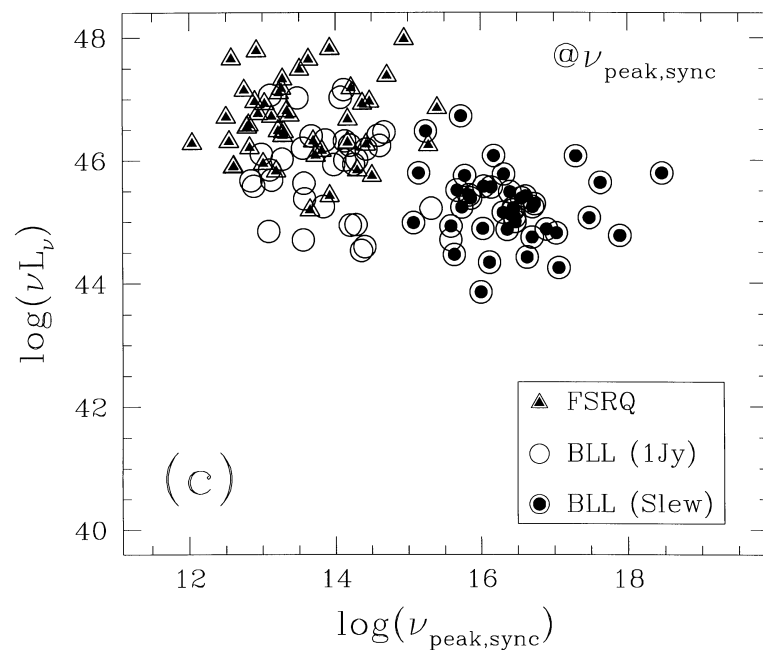 48
46
44
42
40
log(νL_ν)
@ν_peak,sync
FSRQ
BLL (1Jy)
BLL (Slew)
(c)
12 14 16 18
log(ν_peak,sync)